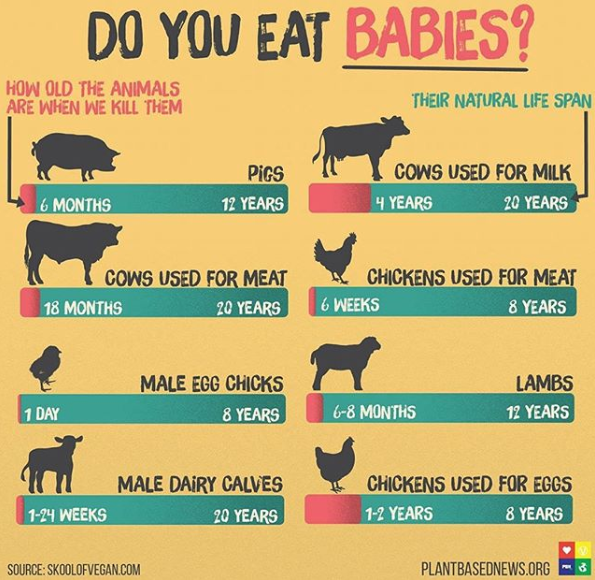 DO YOU EAT BABIES?
HOW OLD THE ANIMALS
ARE WHEN WE KILL THEM
THEIR NATURAL LIFE SPAN
PIGS
6 MONTHS 12 YEARS
COWS USED FOR MILK
4 YEARS 20 YEARS
COWS USED FOR MEAT
18 MONTHS 20 YEARS
CHICKENS USED FOR MEAT
6 WEEKS 8 YEARS
MALE EGG CHICKS
1 DAY 8 YEARS
LAMBS
6-8 MONTHS 12 YEARS
MALE DAIRY CALVES
1-24 WEEKS 20 YEARS
CHICKENS USED FOR EGGS
1-2 YEARS 8 YEARS
SOURCE: SKOOLOFVEGAN.COM
PLANTBASEDNEWS.ORG